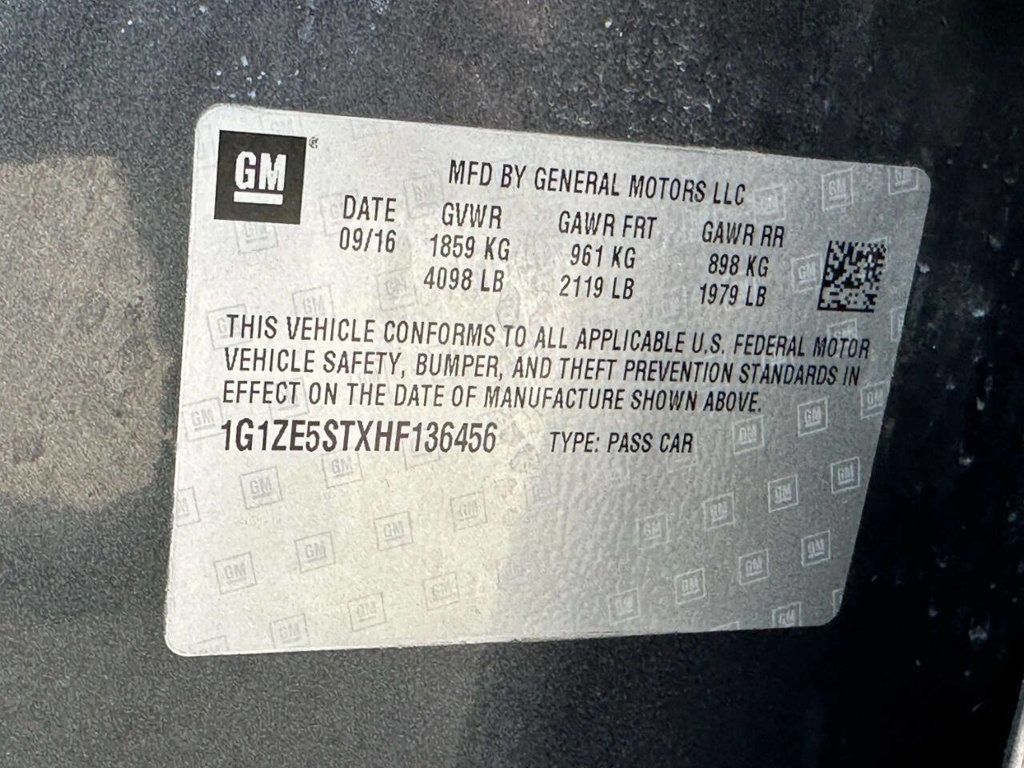 GM
MFD BY GENERAL MOTORS LLC
DATE GVWR GAWR FRT GAWR RR
09/16 1859 KG 961 KG 898 KG
4098 LB 2119 LB 1979 LB
THIS VEHICLE CONFORMS TO ALL APPLICABLE U.S. FEDERAL MOTOR
VEHICLE SAFETY, BUMPER, AND THEFT PREVENTION STANDARDS IN
EFFECT ON THE DATE OF MANUFACTURE SHOWN ABOVE.
1G1ZE5STXHF136456 TYPE: PASS CAR